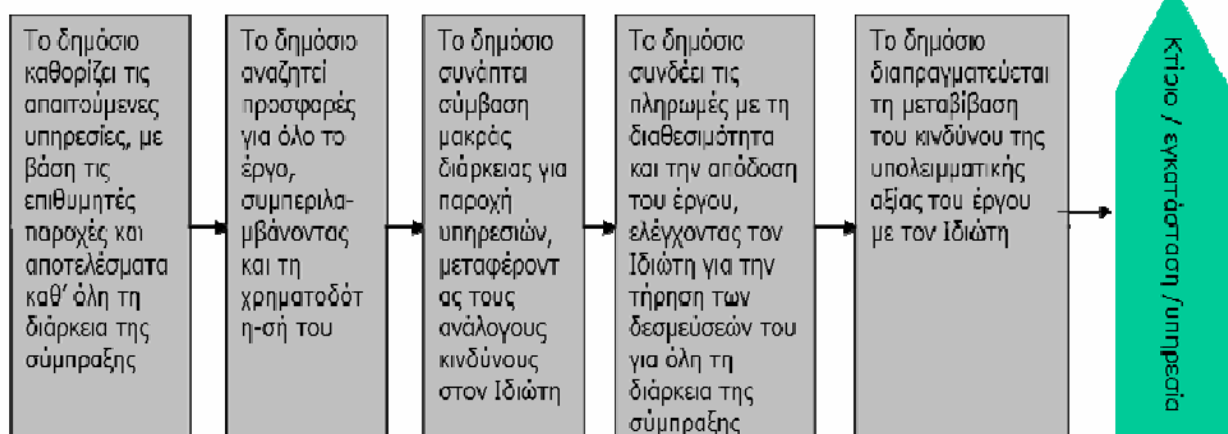 Το δημόσιο
καθορίζει τις
απαιτούμενες
υπηρεσίες, με
βάση τις
επιθυμητές
παροχές και
αποτελέσματα
καθ' όλη τη
διάρκεια της
σύμπραξης
Το δημόσιο
αναζητεί
προσφορές
για όλο το
έργο,
συμπεριλα-
μβάνοντας
και τη
χρηματοδότ
η-σή του
Το δημόσιο
συνάπτει
σύμβαση
μακράς
διάρκειας για
παροχή
υπηρεσιών,
μεταφέροντ
ας τους
ανάλογους
κινδύνους
στον Ιδιώτη
Το δημόσιο
συνδέει τις
πληρωμές με τη
διαθεσιμότητα
και την απόδοση
του έργου,
ελέγχοντας τον
Ιδιώτη για την
τήρηση των
δεσμεύσεών του
για όλη τη
διάρκεια της
σύμπραξης
Το δημόσιο
διαπραγματεύεται
τη μεταβίβαση
του κινδύνου της
υπολειμματικής
αξίας του έργου
με τον Ιδιώτη
Κτίριο / εγκατάσταση /υπηρεσία